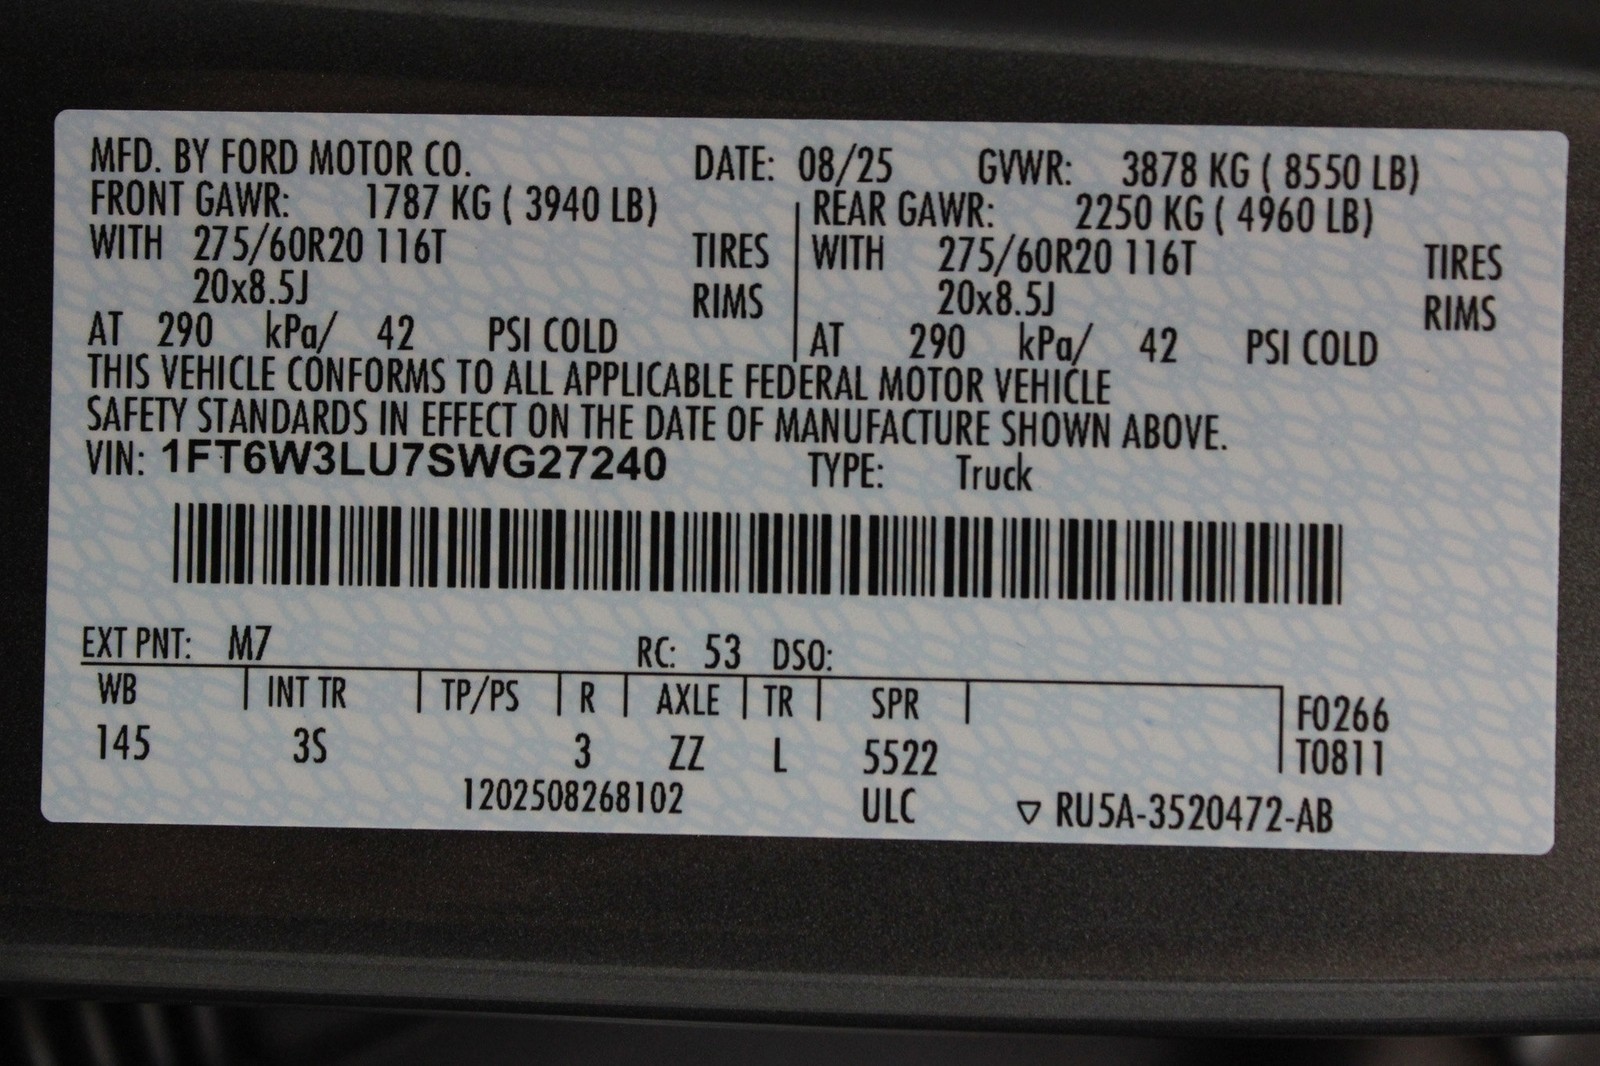 MFD. BY FORD MOTOR CO. DATE: 08/25 GVWR: 3878 KG ( 8550 LB)
FRONT GAWR: 1787 KG ( 3940 LB) REAR GAWR: 2250 KG ( 4960 LB)
WITH 275/60R20 116T TIRES WITH 275/60R20 116T TIRES
20x8.5J RIMS 20x8.5J RIMS
AT 290 kPa/ 42 PSI COLD AT 290 kPa/ 42 PSI COLD
THIS VEHICLE CONFORMS TO ALL APPLICABLE FEDERAL MOTOR VEHICLE
SAFETY STANDARDS IN EFFECT ON THE DATE OF MANUFACTURE SHOWN ABOVE.
VIN: 1FT6W3LU7SWG27240 TYPE: Truck
EXT PNT: M7 RC: 53 DSO:
WB | INT TR | TP/PS | R | AXLE | TR | SPR | F0266
145 3S 3 ZZ L 5522 T0811
1202508268102 ULC ▽ RU5A-3520472-AB